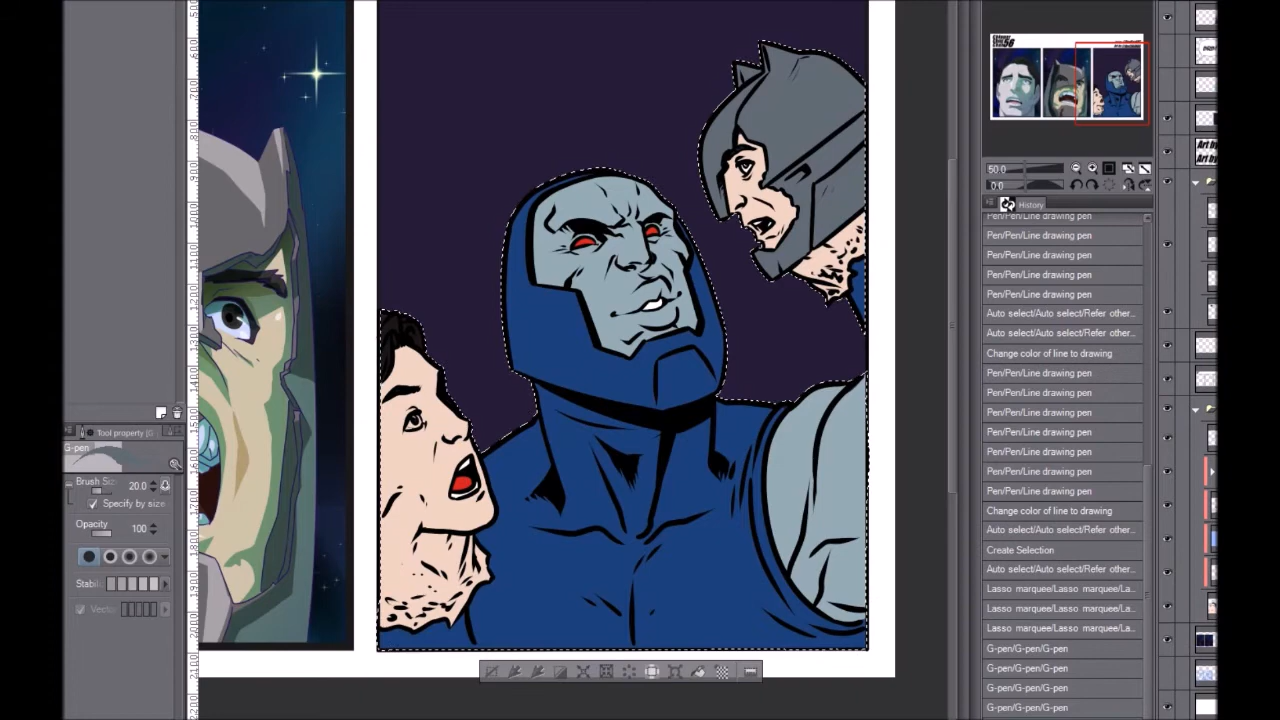 Tool property [G
G-pen
Brush Size
20.0
Specify by size
Opacity
100
Stabili
Vecto
50.0
0.0
History
Pen/Pen/Line drawing pen
Pen/Pen/Line drawing pen
Pen/Pen/Line drawing pen
Pen/Pen/Line drawing pen
Pen/Pen/Line drawing pen
Auto select/Auto select/Refer other...
Auto select/Auto select/Refer other...
Change color of line to drawing
Pen/Pen/Line drawing pen
Pen/Pen/Line drawing pen
Pen/Pen/Line drawing pen
Pen/Pen/Line drawing pen
Pen/Pen/Line drawing pen
Pen/Pen/Line drawing pen
Pen/Pen/Line drawing pen
Change color of line to drawing
Auto select/Auto select/Refer other...
Create Selection
Auto select/Auto select/Refer other...
Lasso marquee/Lasso marquee/La...
Lasso marquee/Lasso marquee/La...
Lasso marquee/Lasso marquee/La...
G-pen/G-pen/G-pen
G-pen/G-pen/G-pen
G-pen/G-pen/G-pen
G-pen/G-pen/G-pen
Art by
Art by